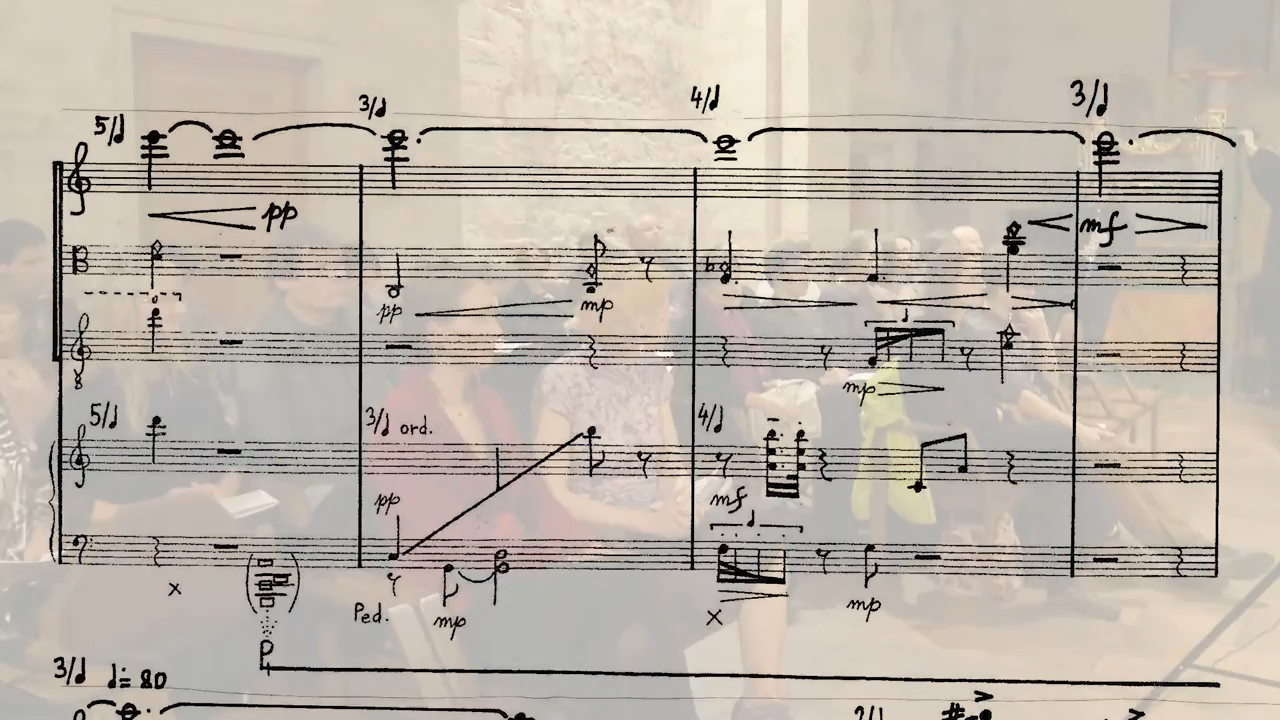 5/ 3/ 4/ 3/
pp
mf
pp mp
mp
5/ 3/ ord. 4/
pp
mf
Ped. mp
mp
P
3/ = 80
2/